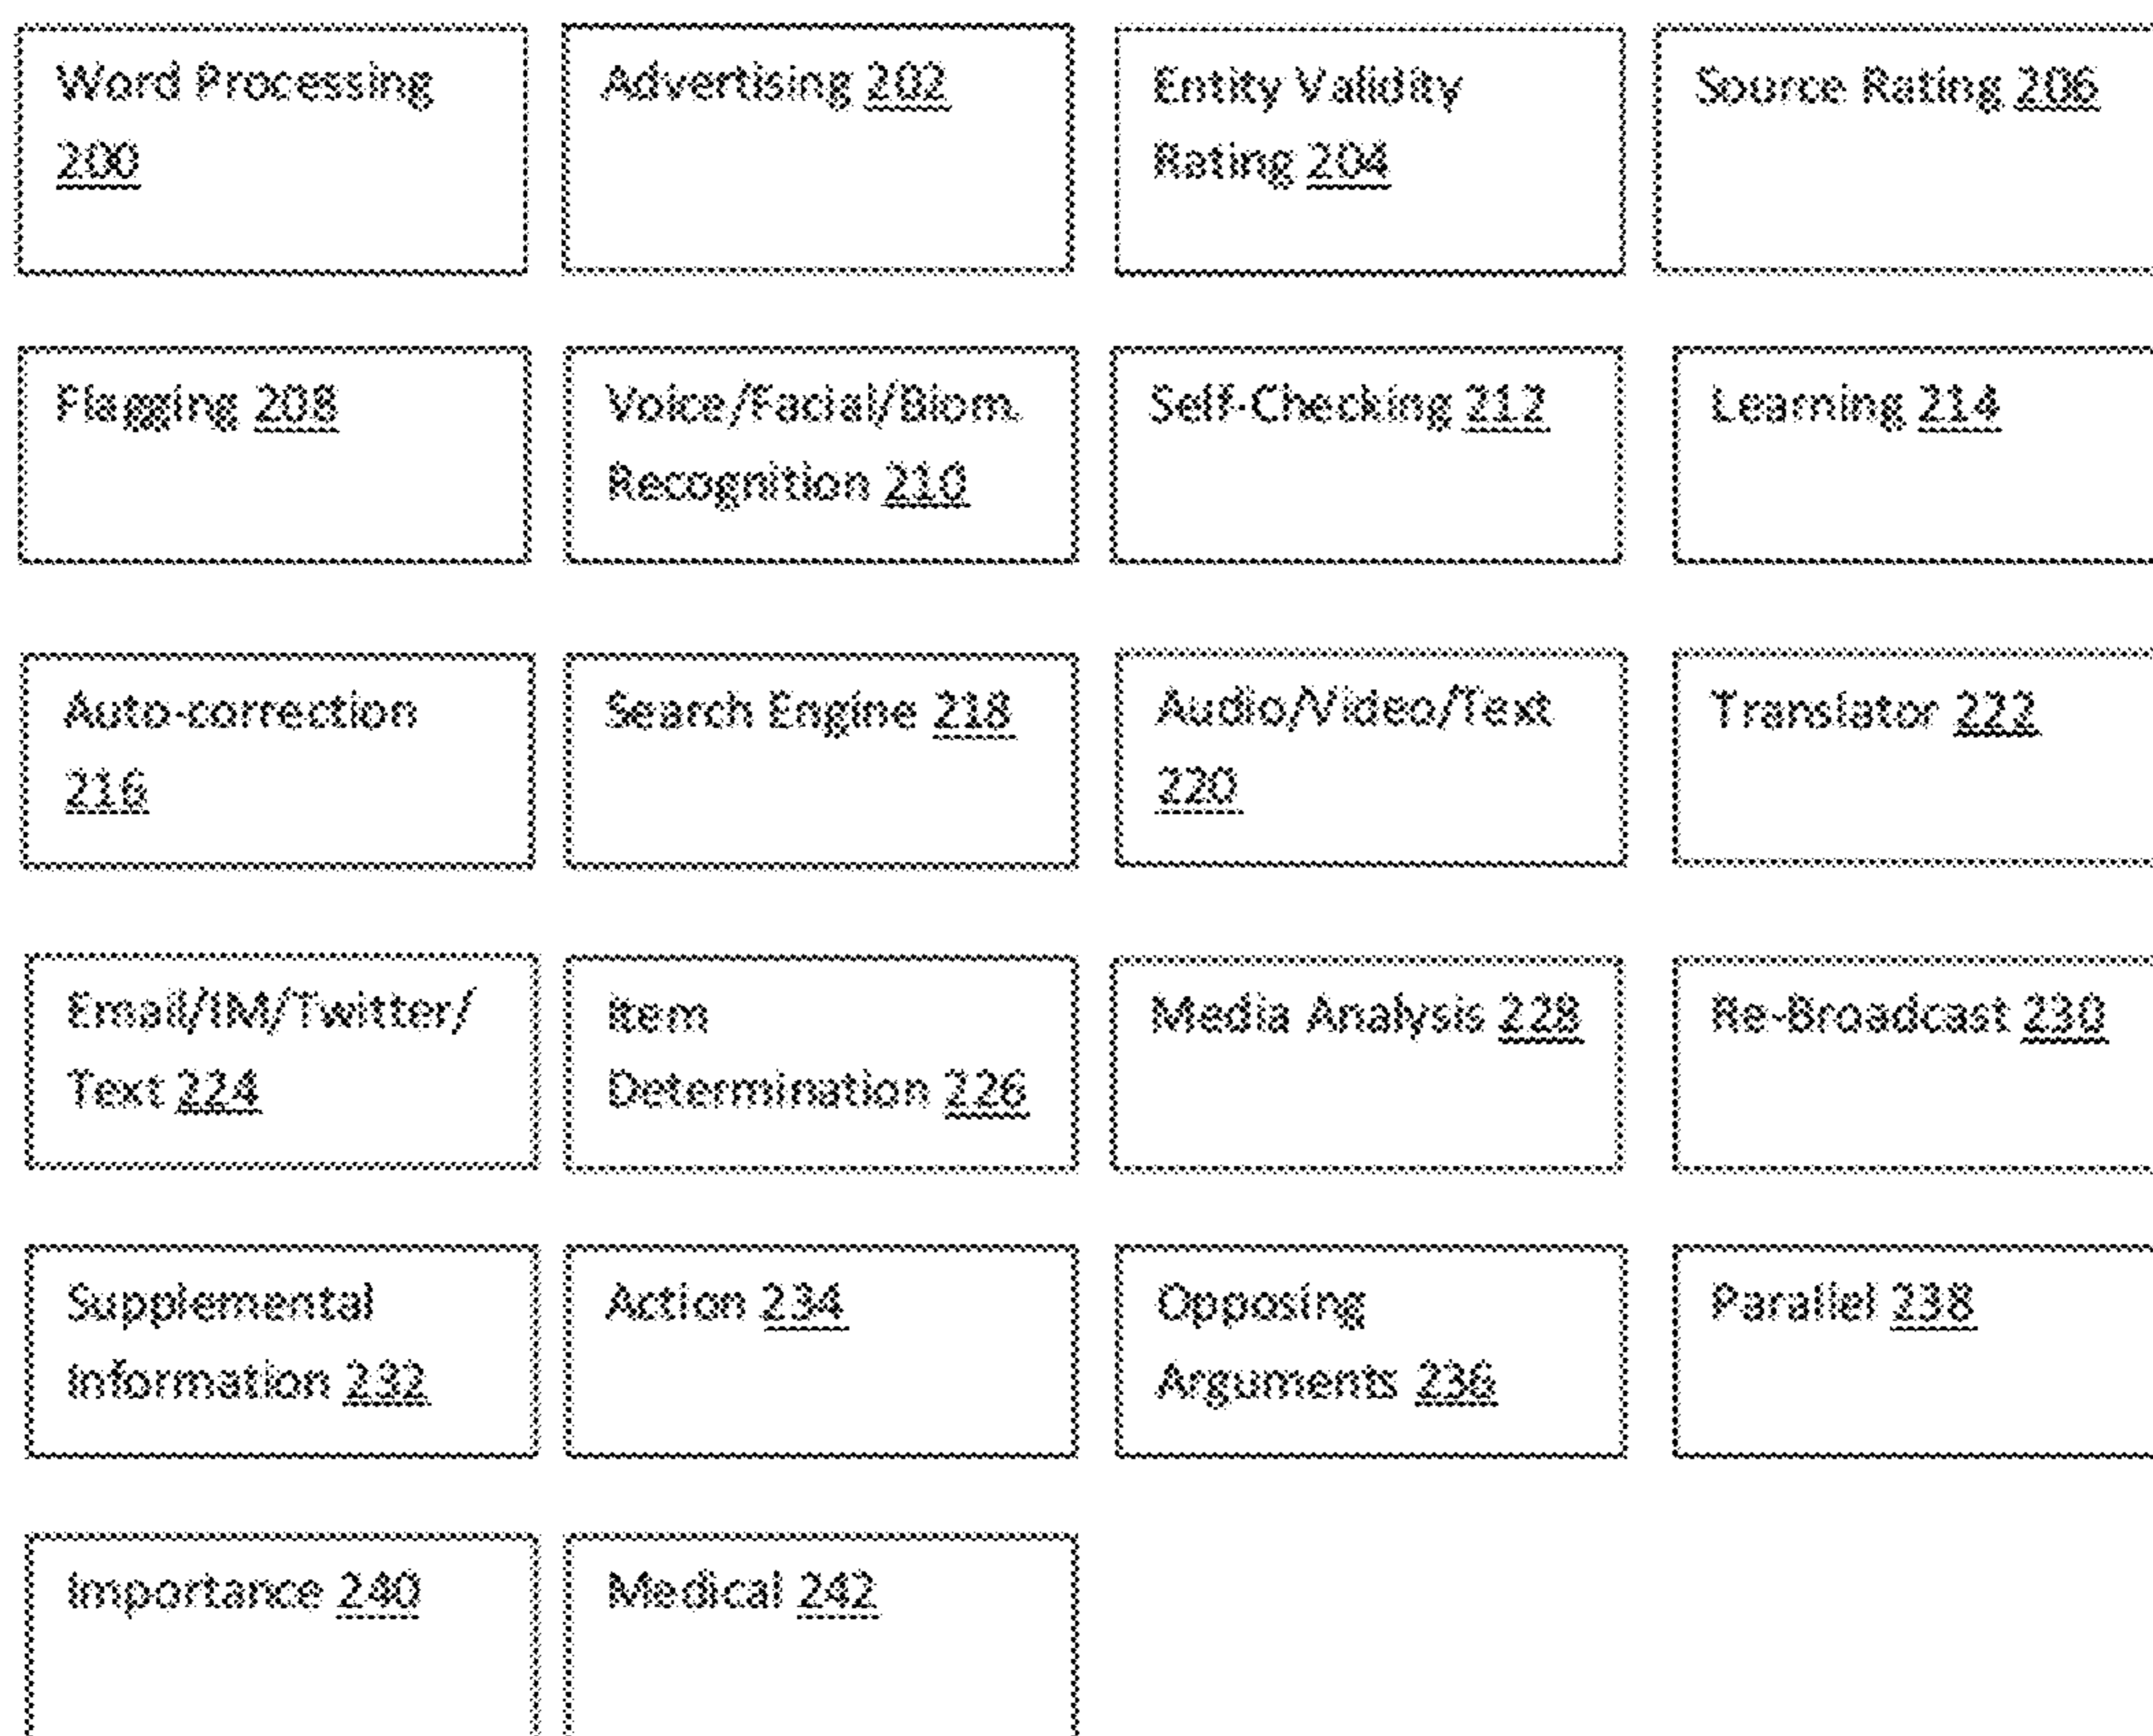 Word Processing
200
Advertising 202
Entity Validity
Rating 204
Source Rating 206
Flagging 208
Voice/Facial/Biom.
Recognition 210
Self-Checking 212
Learning 214
Auto-correction
216
Search Engine 218
Audio/Video/Text
220
Translator 222
Email/IM/Twitter/
Text 224
Item
Determination 226
Media Analysis 228
Re-Broadcast 230
Supplemental
Information 232
Action 234
Opposing
Arguments 236
Parallel 238
Importance 240
Medical 242